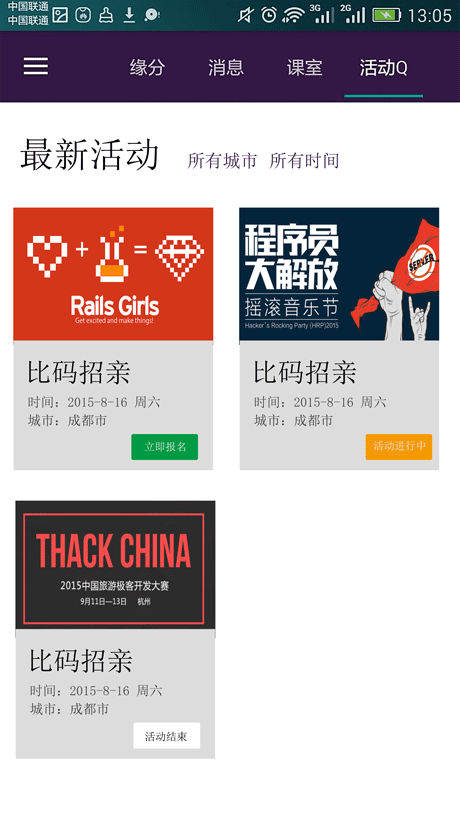 中国联通
中国联通
3G
2G
13:05
缘分 消息 课室 活动Q
最新活动 所有城市 所有时间
+ =
Rails Girls
Get excited and make things!
比码招亲
时间：2015-8-16 周六
城市：成都市
立即报名
程序员
大解放
摇滚音乐节
Hacker's Rocking Party (HRP)2015
SERVER
比码招亲
时间：2015-8-16 周六
城市：成都市
活动进行中
THACK CHINA
2015中国旅游极客开发大赛
9月11日—13日 杭州
比码招亲
时间：2015-8-16 周六
城市：成都市
活动结束